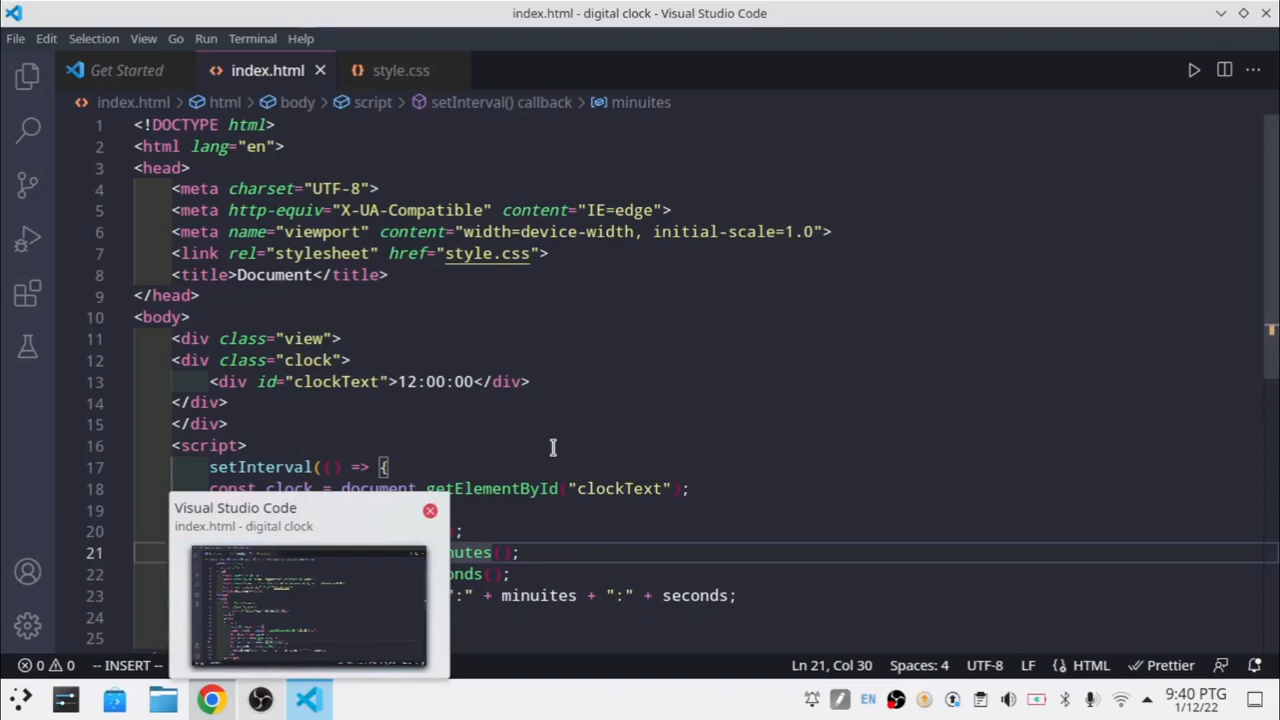 index.html - digital clock - Visual Studio Code
File Edit Selection View Go Run Terminal Help
Get Started index.html style.css
index.html > html > body > script > setInterval() callback > minuites
1 <!DOCTYPE html>
2 <html lang="en">
3 <head>
4 <meta charset="UTF-8">
5 <meta http-equiv="X-UA-Compatible" content="IE=edge">
6 <meta name="viewport" content="width=device-width, initial-scale=1.0">
7 <link rel="stylesheet" href="style.css">
8 <title>Document</title>
9 </head>
10 <body>
11 <div class="view">
12 <div class="clock">
13 <div id="clockText">12:00:00</div>
14 </div>
15 </div>
16 <script>
17 setInterval(() => {
18 const clock = document.getElementById("clockText");
19
20 ;
21 nutes();
22 onds();
23 ":" + minuites + ":" + seconds;
24
25
Visual Studio Code
index.html - digital clock
0 0 -- INSERT -- Ln 21, Col 30 Spaces: 4 UTF-8 LF HTML Prettier
EN 9:40 PTG
1/12/22